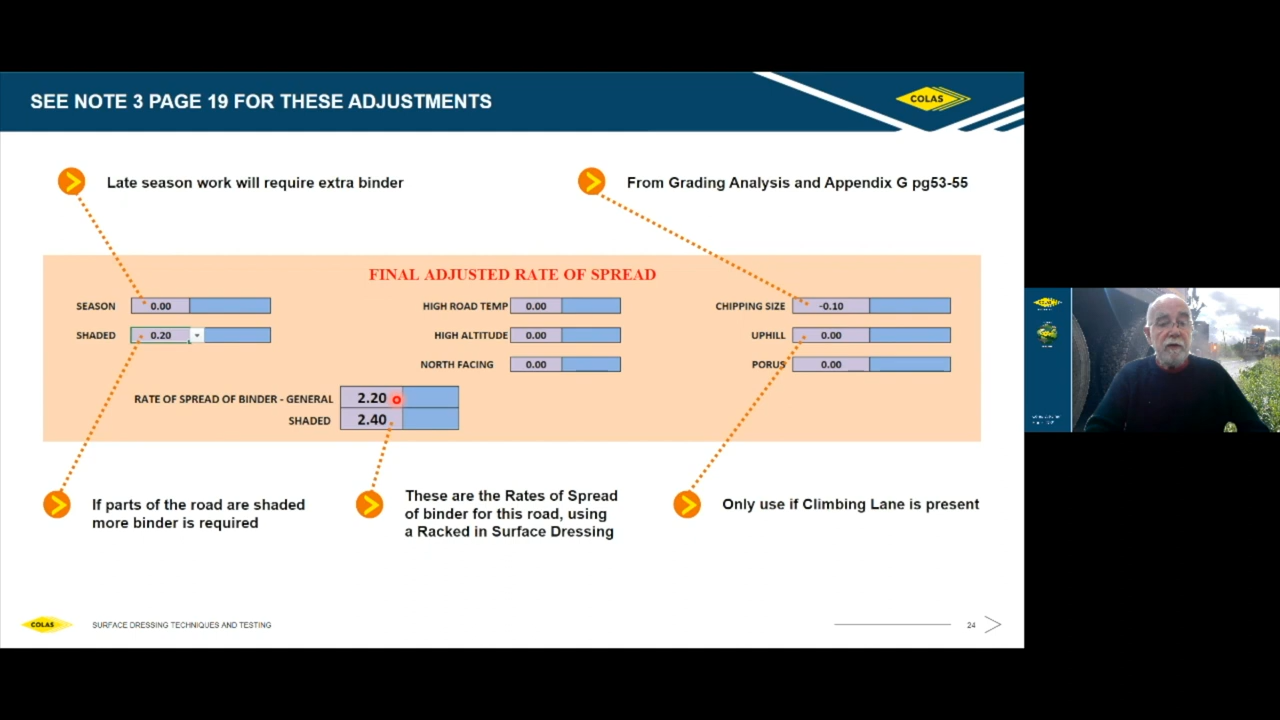 SEE NOTE 3 PAGE 19 FOR THESE ADJUSTMENTS
COLAS
Late season work will require extra binder
From Grading Analysis and Appendix G pg53-55
FINAL ADJUSTED RATE OF SPREAD
SEASON 0.00
HIGH ROAD TEMP 0.00
CHIPPING SIZE -0.10
SHADED 0.20
HIGH ALTITUDE 0.00
UPHILL 0.00
NORTH FACING 0.00
PORUS 0.00
RATE OF SPREAD OF BINDER - GENERAL 2.20
SHADED 2.40
If parts of the road are shaded
more binder is required
These are the Rates of Spread
of binder for this road, using
a Racked in Surface Dressing
Only use if Climbing Lane is present
COLAS
SURFACE DRESSING TECHNIQUES AND TESTING
24